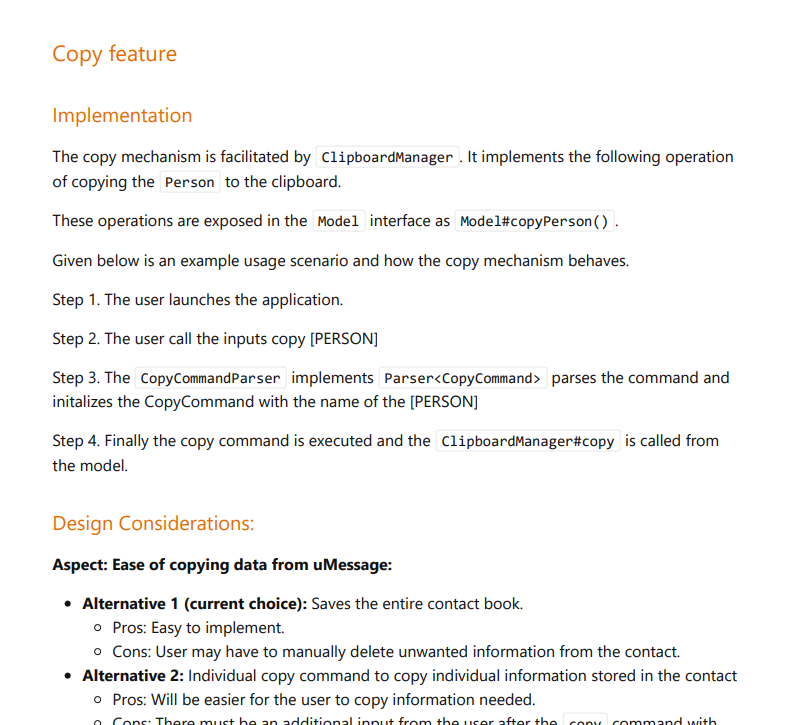 Copy feature
Implementation
The copy mechanism is facilitated by ClipboardManager . It implements the following operation
of copying the Person to the clipboard.
These operations are exposed in the Model interface as Model#copyPerson() .
Given below is an example usage scenario and how the copy mechanism behaves.
Step 1. The user launches the application.
Step 2. The user call the inputs copy [PERSON]
Step 3. The CopyCommandParser implements Parser<CopyCommand> parses the command and
initalizes the CopyCommand with the name of the [PERSON]
Step 4. Finally the copy command is executed and the ClipboardManager#copy is called from
the model.
Design Considerations:
Aspect: Ease of copying data from uMessage:
• Alternative 1 (current choice): Saves the entire contact book.
○ Pros: Easy to implement.
○ Cons: User may have to manually delete unwanted information from the contact.
• Alternative 2: Individual copy command to copy individual information stored in the contact
○ Pros: Will be easier for the user to copy information needed.
○ Cons: There must be an additional input from the user after the copy command with